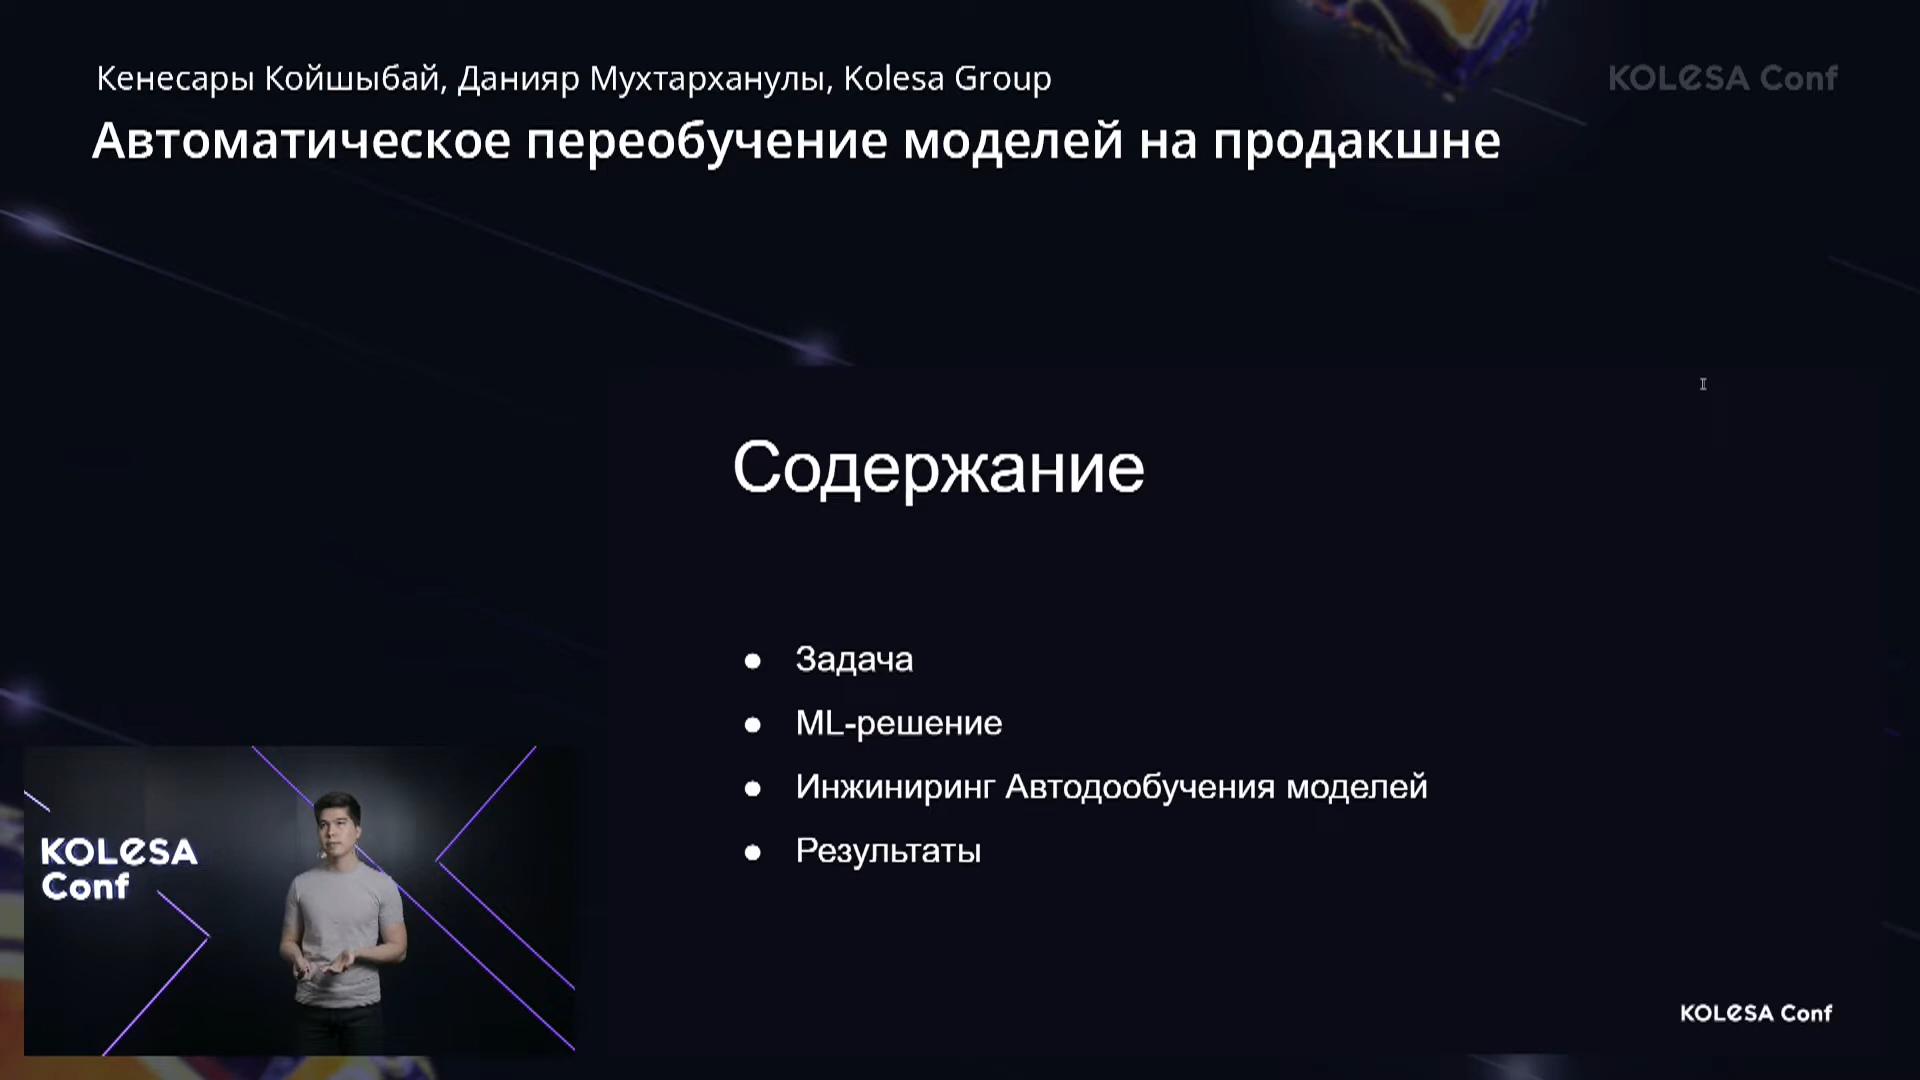 Кенесары Койшыбай, Данияр Мухтарханулы, Kolesa Group
KOLESA Conf
Автоматическое переобучение моделей на продакшне
Содержание
● Задача
● ML-решение
● Инжиниринг Автодообучения моделей
● Результаты
KOLESA
Conf
KOLESA Conf